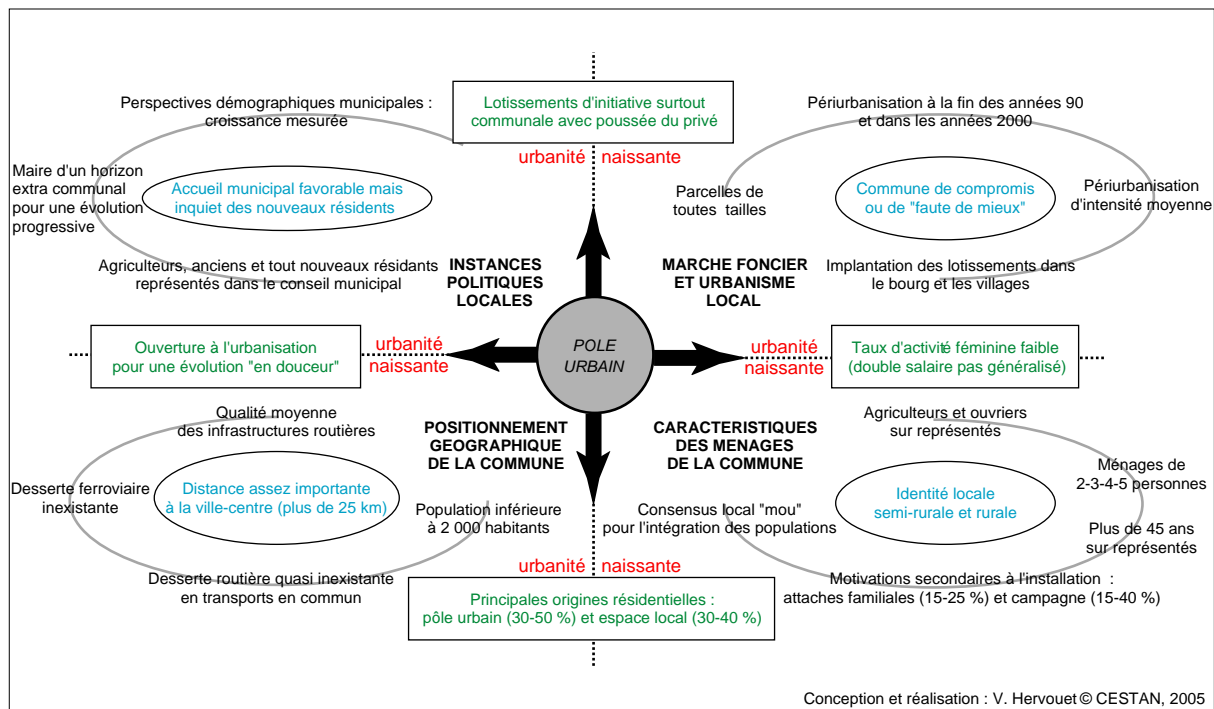 Perspectives démographiques municipales :
croissance mesurée
Maire d'un horizon
extra communal
pour une évolution
progressive
Accueil municipal favorable mais
inquiet des nouveaux résidents
Agriculteurs, anciens et tout nouveaux résidants
représentés dans le conseil municipal
INSTANCES
POLITIQUES
LOCALES
Lotissements d'initiative surtout
communale avec poussée du privé
urbanité naissante
Périurbanisation à la fin des années 90
et dans les années 2000
Parcelles de
toutes tailles
Commune de compromis
ou de "faute de mieux"
Périurbanisation
d'intensité moyenne
Implantation des lotissements dans
le bourg et les villages
MARCHE FONCIER
ET URBANISME
LOCAL
Ouverture à l'urbanisation
pour une évolution "en douceur"
urbanité
naissante
POLE
URBAIN
urbanité
naissante
Taux d'activité féminine faible
(double salaire pas généralisé)
Qualité moyenne
des infrastructures routières
POSITIONNEMENT
GEOGRAPHIQUE
DE LA COMMUNE
Desserte ferroviaire
inexistante
Distance assez importante
à la ville-centre (plus de 25 km)
Population inférieure
à 2 000 habitants
Desserte routière quasi inexistante
en transports en commun
CARACTERISTIQUES
DES MENAGES
DE LA COMMUNE
Agriculteurs et ouvriers
sur représentés
Ménages de
2-3-4-5 personnes
Identité locale
semi-rurale et rurale
Consensus local "mou"
pour l'intégration des populations
Plus de 45 ans
sur représentés
Motivations secondaires à l'installation :
attaches familiales (15-25 %) et campagne (15-40 %)
urbanité naissante
Principales origines résidentielles :
pôle urbain (30-50 %) et espace local (30-40 %)
Conception et réalisation : V. Hervouet © CESTAN, 2005